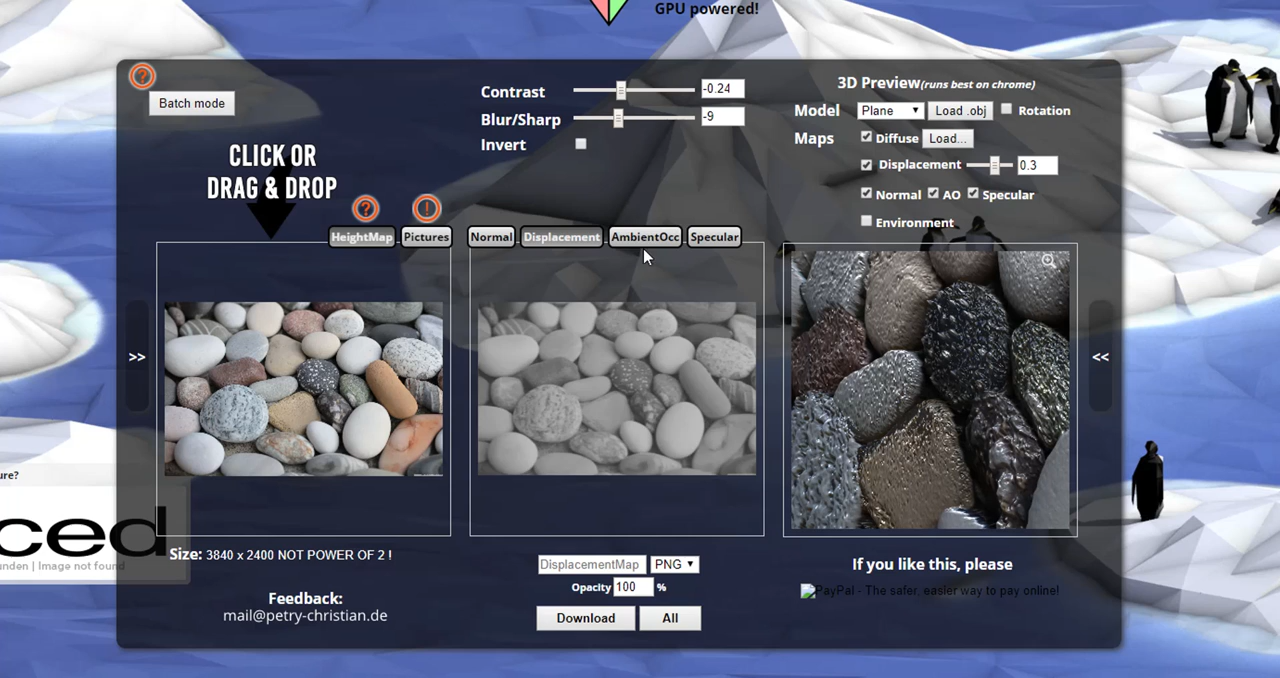 GPU powered!
Batch mode
CLICK OR
DRAG & DROP
HeightMap
Pictures
Contrast
-0.24
Blur/Sharp
-9
Invert
Normal
Displacement
AmbientOcc
Specular
3D Preview(runs best on chrome)
Model
Plane
Load .obj
Rotation
Maps
Diffuse
Load...
Displacement
0.3
Normal
AO
Specular
Environment
>>
<<
ure?
ced
unden | Image not found
Size: 3840 x 2400 NOT POWER OF 2 !
Feedback:
mail@petry-christian.de
DisplacementMap
PNG
Opacity 100 %
Download
All
If you like this, please
PayPal - The safer, easier way to pay online!